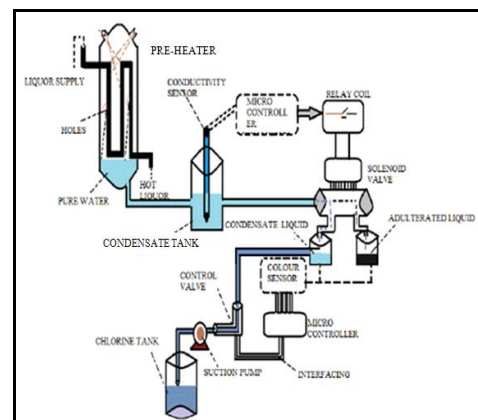 PRE-HEATER
LIQUOR SUPPLY
CONDUCTIVITY
SENSOR
MICRO
CONTROLL
ER
RELAY COIL
HOLES
SOLENOID
VALVE
HOT
LIQUOR
PURE WATER
CONDENSATE LIQUID
ADULTERATED LIQUID
CONDENSATE TANK
COLOUR
SENSOR
CONTROL
VALVE
MICRO
CONTROLLER
CHLORINE TANK
SUCTION PUMP
INTERFACING